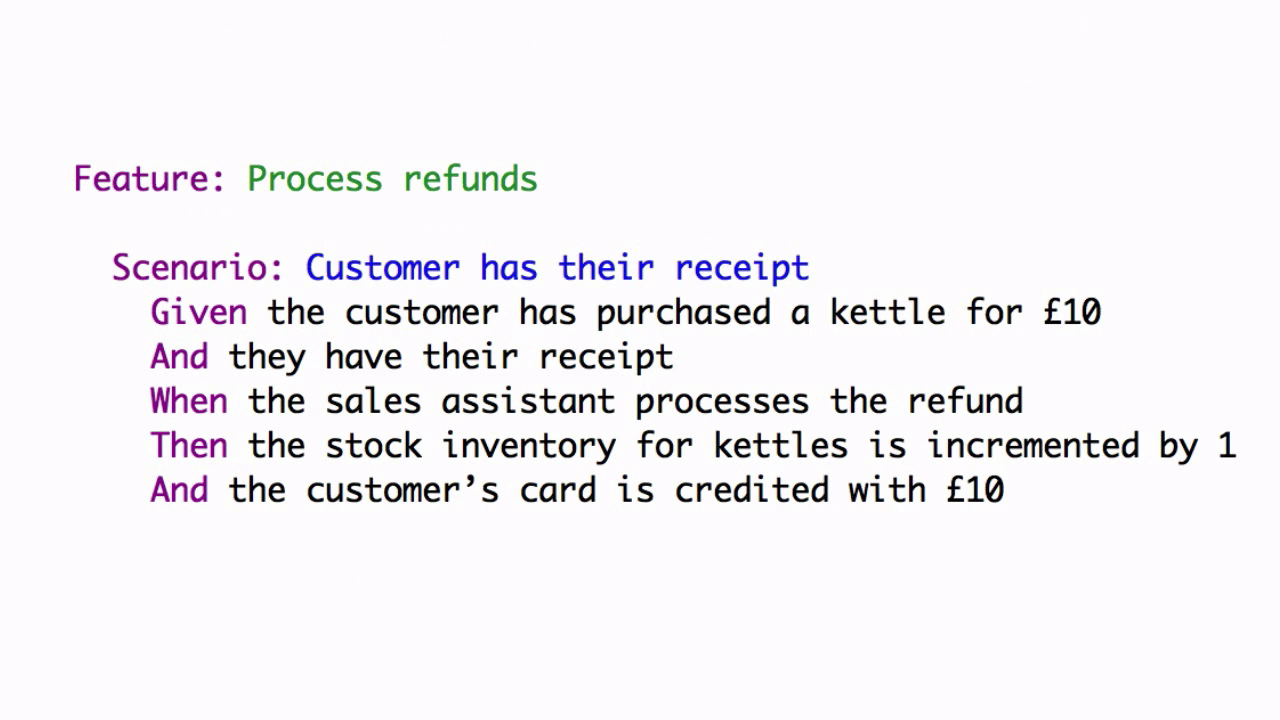 Feature: Process refunds
Scenario: Customer has their receipt
Given the customer has purchased a kettle for £10
And they have their receipt
When the sales assistant processes the refund
Then the stock inventory for kettles is incremented by 1
And the customer’s card is credited with £10